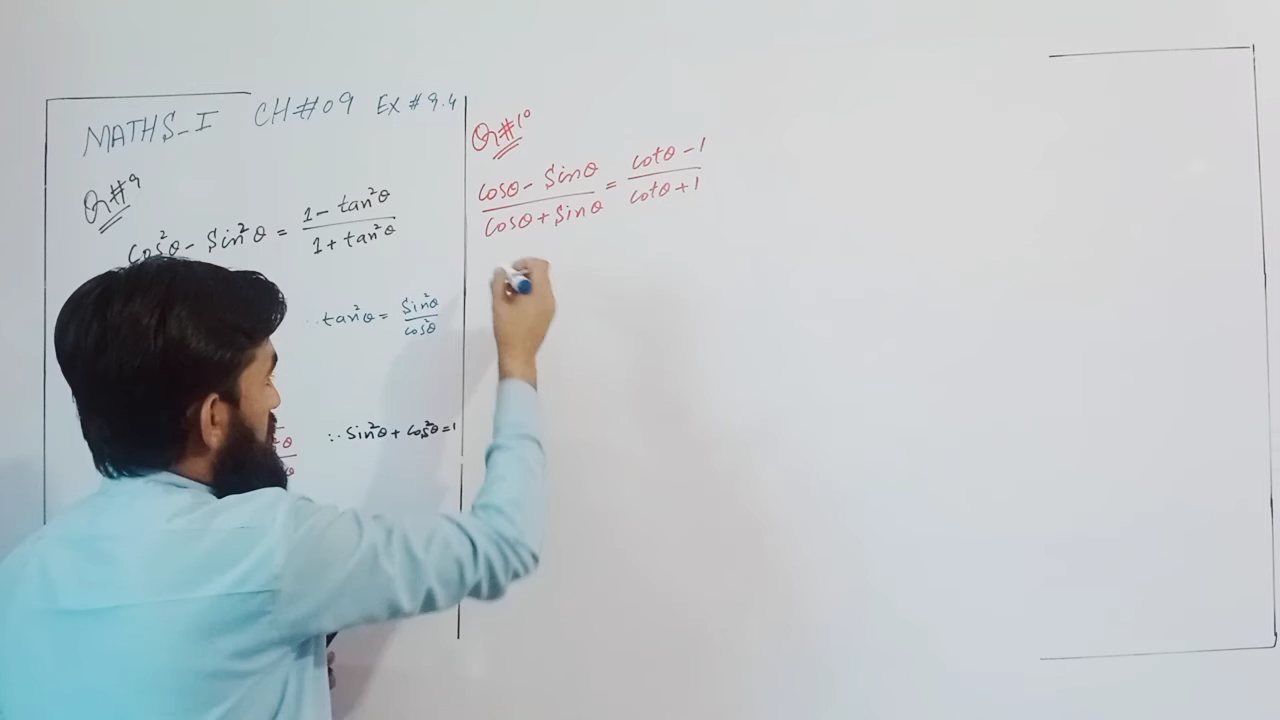 MATHS_I CH#09 EX#9.4
Q#9
cos²θ - Sin²θ = (1 - tan²θ)/(1 + tan²θ)
tan²θ = Sin²θ/cos²θ
∵ Sin²θ + cos²θ = 1
Q#10
(cosθ - Sinθ)/(cosθ + Sinθ) = (cotθ - 1)/(cotθ + 1)